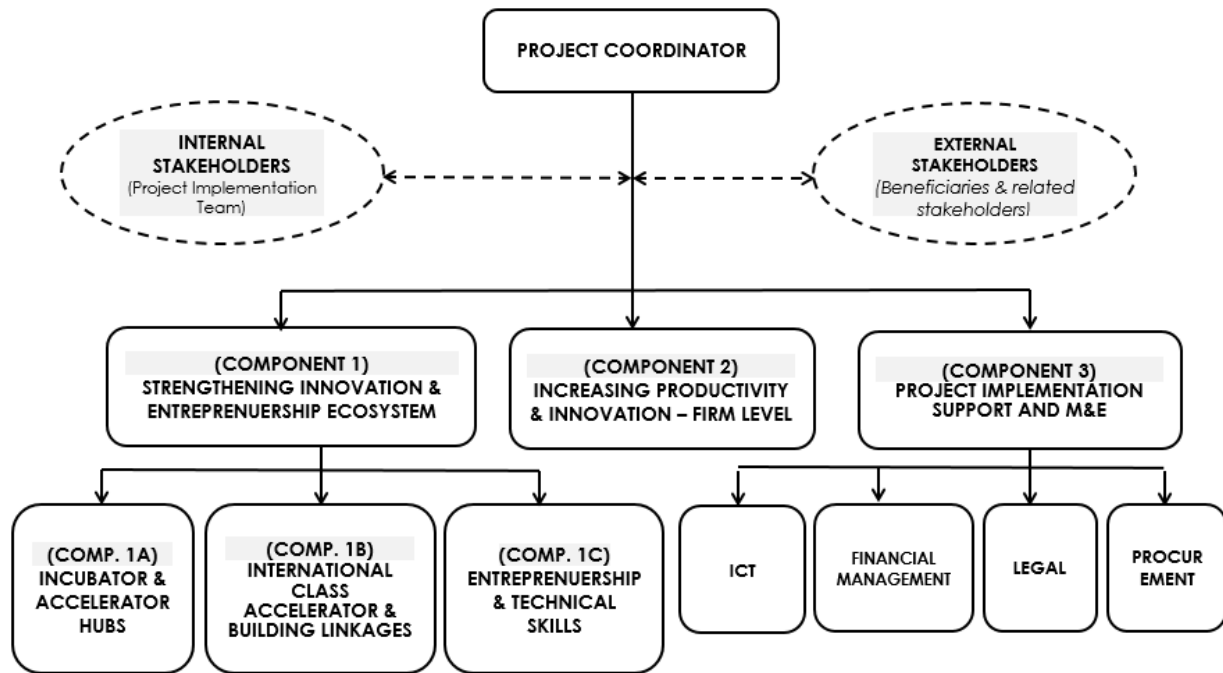 PROJECT COORDINATOR
INTERNAL
STAKEHOLDERS
(Project Implementation
Team)
EXTERNAL
STAKEHOLDERS
(Beneficiaries & related
stakeholders)
(COMPONENT 1)
STRENGTHENING INNOVATION &
ENTREPRENUERSHIP ECOSYSTEM
(COMPONENT 2)
INCREASING PRODUCTIVITY
& INNOVATION – FIRM LEVEL
(COMPONENT 3)
PROJECT IMPLEMENTATION
SUPPORT AND M&E
(COMP. 1A)
INCUBATOR &
ACCELERATOR
HUBS
(COMP. 1B)
INTERNATIONAL
CLASS
ACCELERATOR &
BUILDING LINKAGES
(COMP. 1C)
ENTREPRENUERSHIP
& TECHNICAL
SKILLS
ICT
FINANCIAL
MANAGEMENT
LEGAL
PROCUR
EMENT